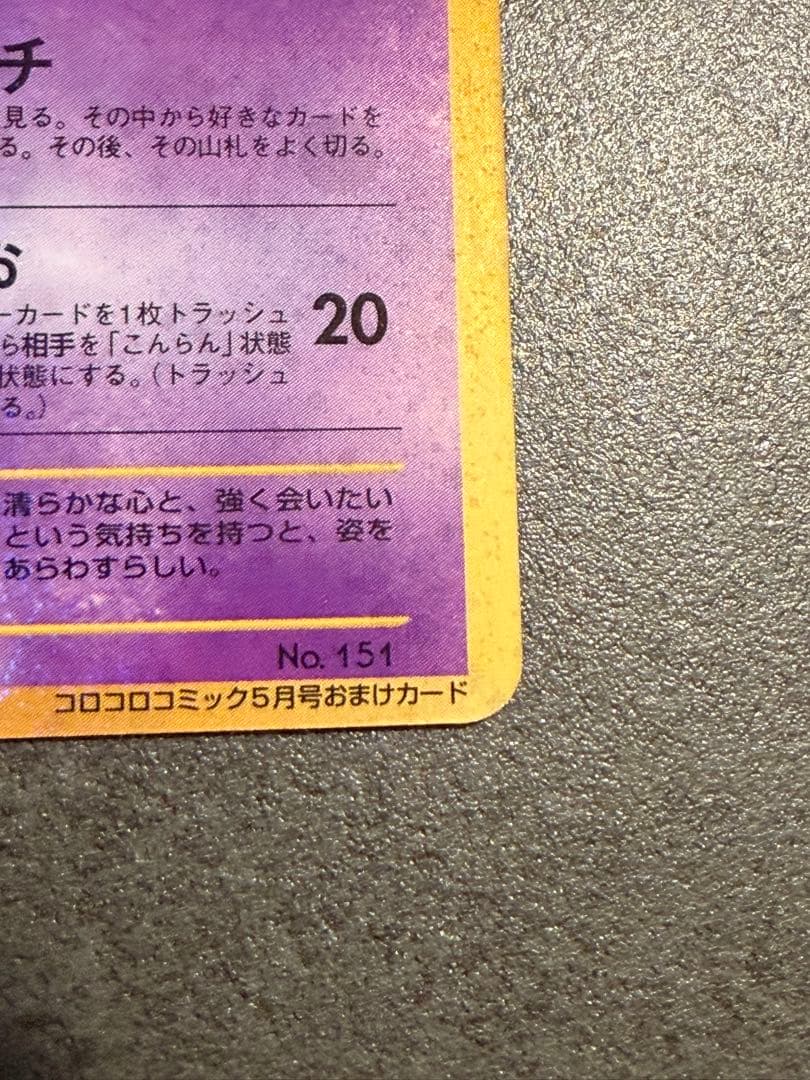 チ
見る。その中から好きなカードを
る。その後、その山札をよく切る。
ーカードを1枚トラッシュ
20
ら相手を「こんらん」状態
状態にする。(トラッシュ
る。)
清らかな心と、強く会いたい
という気持ちを持つと、姿を
あらわすらしい。
No. 151
コロコロコミック5月号おまけカード